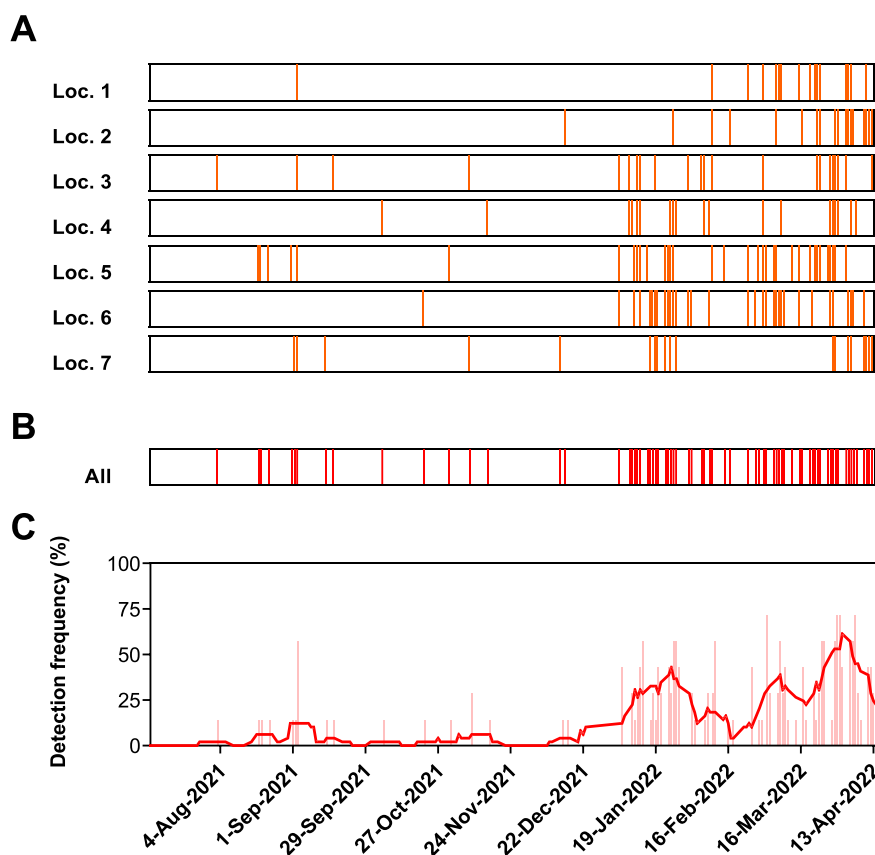 A
Loc. 1
Loc. 2
Loc. 3
Loc. 4
Loc. 5
Loc. 6
Loc. 7
B
All
C
Detection frequency (%)
100
75
50
25
0
4-Aug-2021
1-Sep-2021
29-Sep-2021
27-Oct-2021
24-Nov-2021
22-Dec-2021
19-Jan-2022
16-Feb-2022
16-Mar-2022
13-Apr-2022